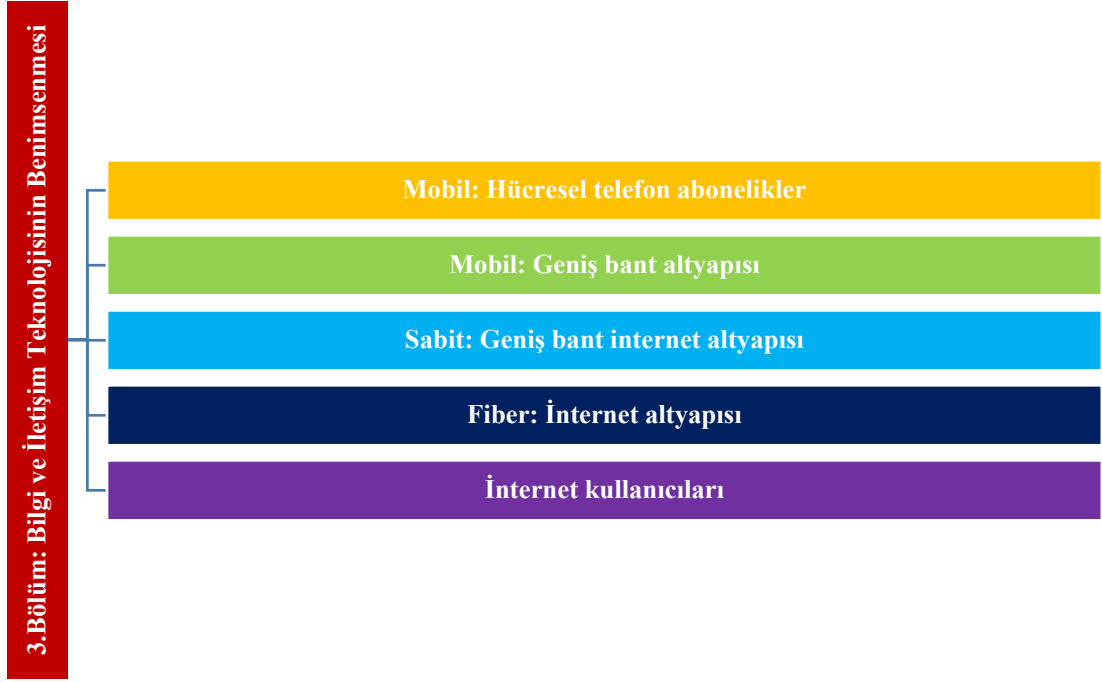 3.Bölüm: Bilgi ve İletişim Teknolojisinin Benimsenmesi
Mobil: Hücresel telefon abonelikler
Mobil: Geniş bant altyapısı
Sabit: Geniş bant internet altyapısı
Fiber: İnternet altyapısı
İnternet kullanıcıları